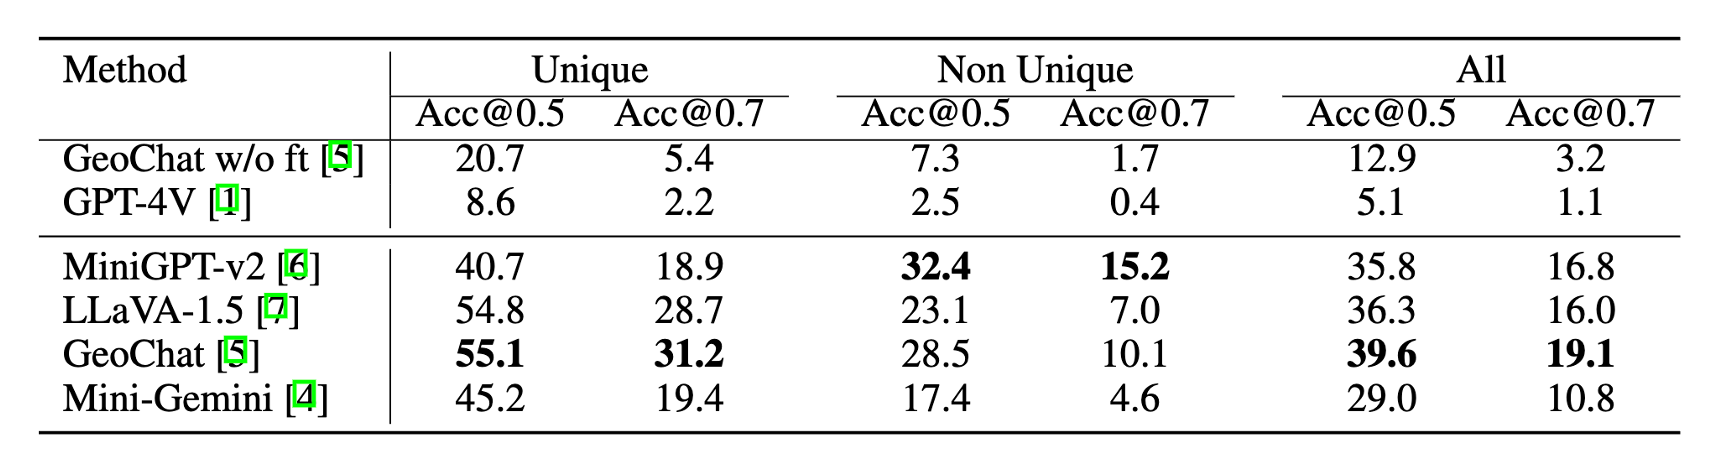 Method Unique Non Unique All
Acc@0.5 Acc@0.7 Acc@0.5 Acc@0.7 Acc@0.5 Acc@0.7
GeoChat w/o ft [5] 20.7 5.4 7.3 1.7 12.9 3.2
GPT-4V [1] 8.6 2.2 2.5 0.4 5.1 1.1
MiniGPT-v2 [6] 40.7 18.9 32.4 15.2 35.8 16.8
LLaVA-1.5 [7] 54.8 28.7 23.1 7.0 36.3 16.0
GeoChat [5] 55.1 31.2 28.5 10.1 39.6 19.1
Mini-Gemini [4] 45.2 19.4 17.4 4.6 29.0 10.8